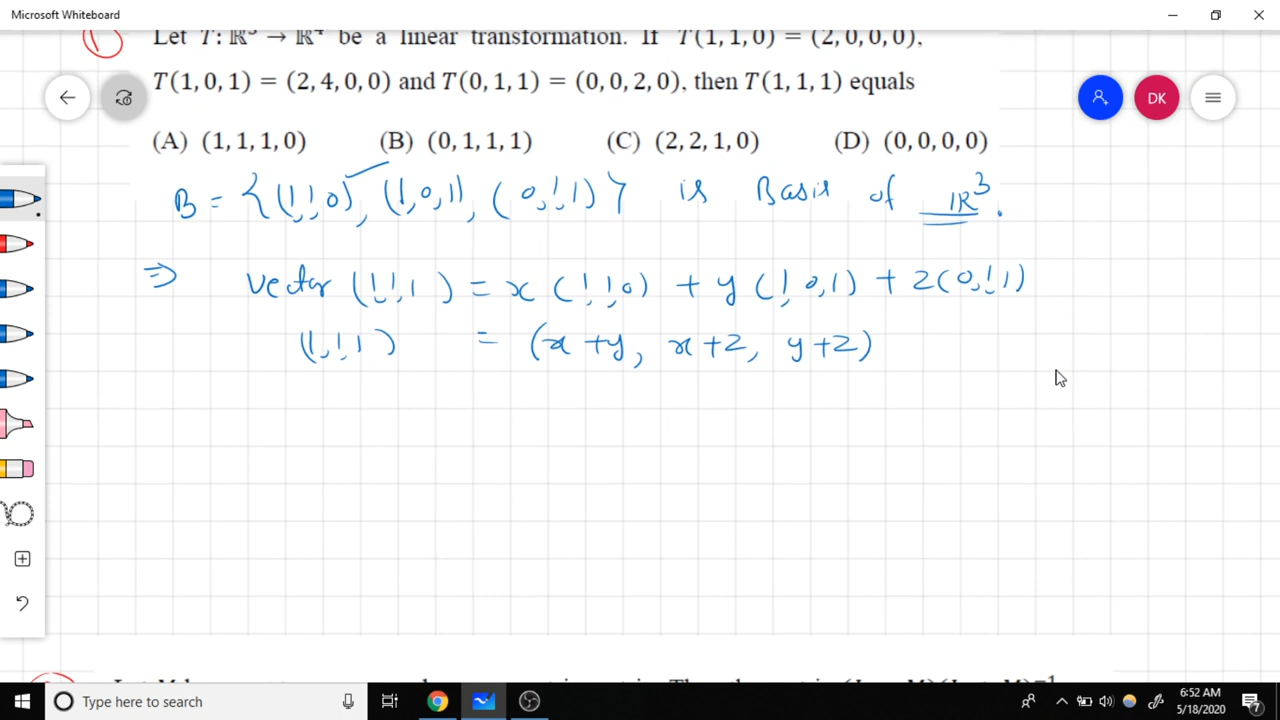 Microsoft Whiteboard
Let T: ℝ³ → ℝ⁴ be a linear transformation. If T(1, 1, 0) = (2, 0, 0, 0),
T(1, 0, 1) = (2, 4, 0, 0) and T(0, 1, 1) = (0, 0, 2, 0), then T(1, 1, 1) equals
(A) (1, 1, 1, 0) (B) (0, 1, 1, 1) (C) (2, 2, 1, 0) (D) (0, 0, 0, 0)
DK
B = {(1,1,0), (1,0,1), (0,1,1)} is Basis of IR³.
⇒ vector (1,1,1) = x(1,1,0) + y(1,0,1) + z(0,1,1)
(1,1,1) = (x+y, x+z, y+z)
Type here to search
6:52 AM
5/18/2020
7